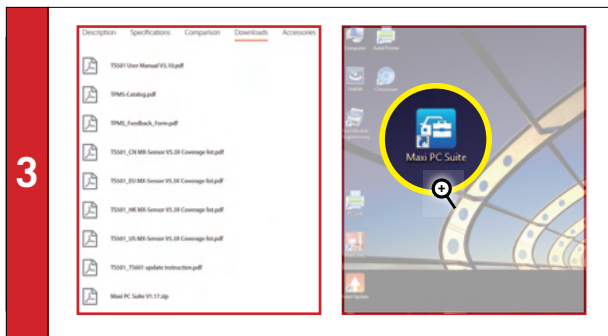 3
Description Specifications Comparison Downloads Accessories
TS501 User Manual V3.10.pdf
TPMS-Catalog.pdf
TPMS_Feedback_Form.pdf
TS501_CN MX-Sensor V5.3X Coverage list.pdf
TS501_EU MX-Sensor V5.3X Coverage list.pdf
TS501_HK MX-Sensor V5.3X Coverage list.pdf
TS501_US MX-Sensor V5.3X Coverage list.pdf
TS501_TS601 update instruction.pdf
Maxi PC Suite V1.17.zip
Computer
Maxi PC Suite